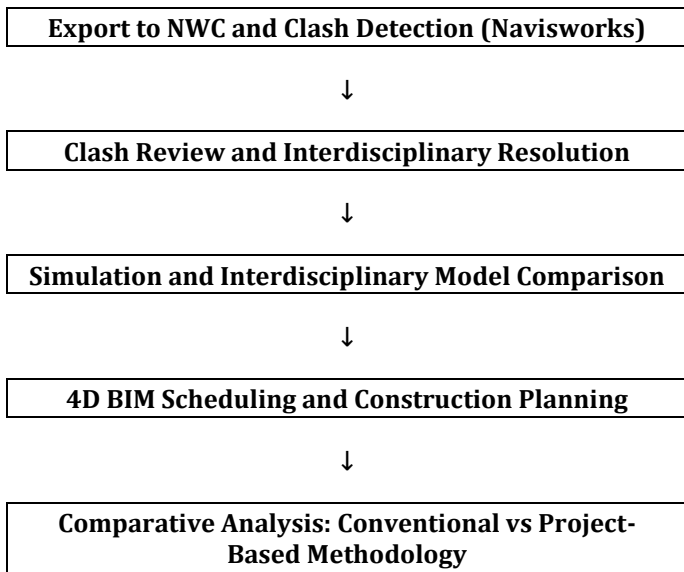 Export to NWC and Clash Detection (Navisworks)
↓
Clash Review and Interdisciplinary Resolution
↓
Simulation and Interdisciplinary Model Comparison
↓
4D BIM Scheduling and Construction Planning
↓
Comparative Analysis: Conventional vs Project-
Based Methodology